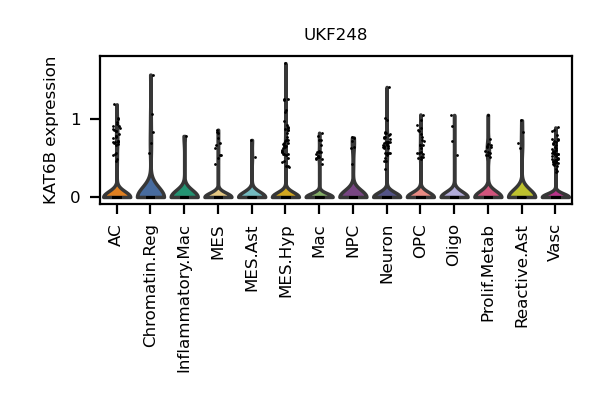 UKF248
KAT6B expression
1
0
AC
Chromatin.Reg
Inflammatory.Mac
MES
MES.Ast
MES.Hyp
Mac
NPC
Neuron
OPC
Oligo
Prolif.Metab
Reactive.Ast
Vasc